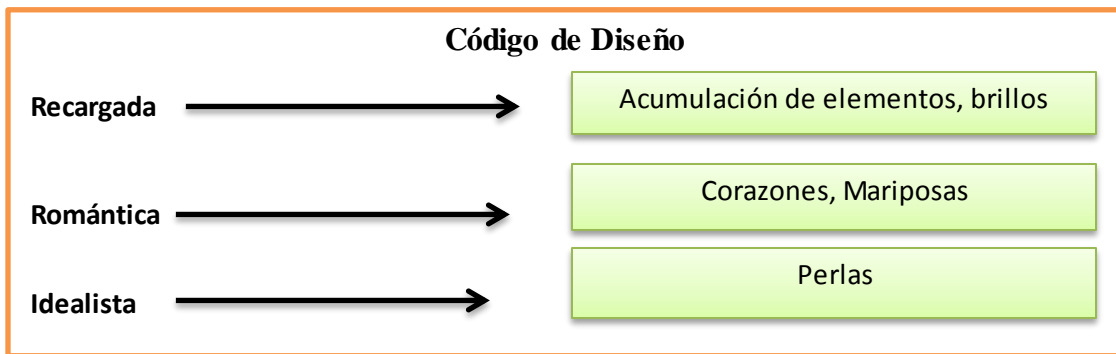 Código de Diseño
Recargada
Acumulación de elementos, brillos
Romántica
Corazones, Mariposas
Idealista
Perlas